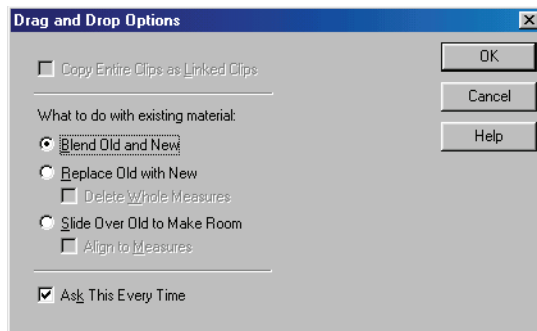 Drag and Drop Options
Copy Entire Clips as Linked Clips
What to do with existing material:
Blend Old and New
Replace Old with New
Delete Whole Measures
Slide Over Old to Make Room
Align to Measures
Ask This Every Time
OK
Cancel
Help